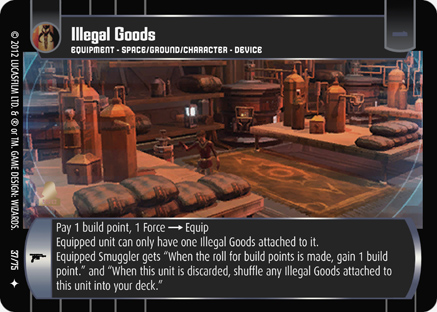 Illegal Goods
EQUIPMENT - SPACE/GROUND/CHARACTER - DEVICE
© 2012 LUCASFILM LTD. & ® or TM. GAME DESIGN: WIZARDS.
37/75
Pay 1 build point, 1 Force → Equip
Equipped unit can only have one Illegal Goods attached to it.
Equipped Smuggler gets "When the roll for build points is made, gain 1 build
point." and "When this unit is discarded, shuffle any Illegal Goods attached to
this unit into your deck."